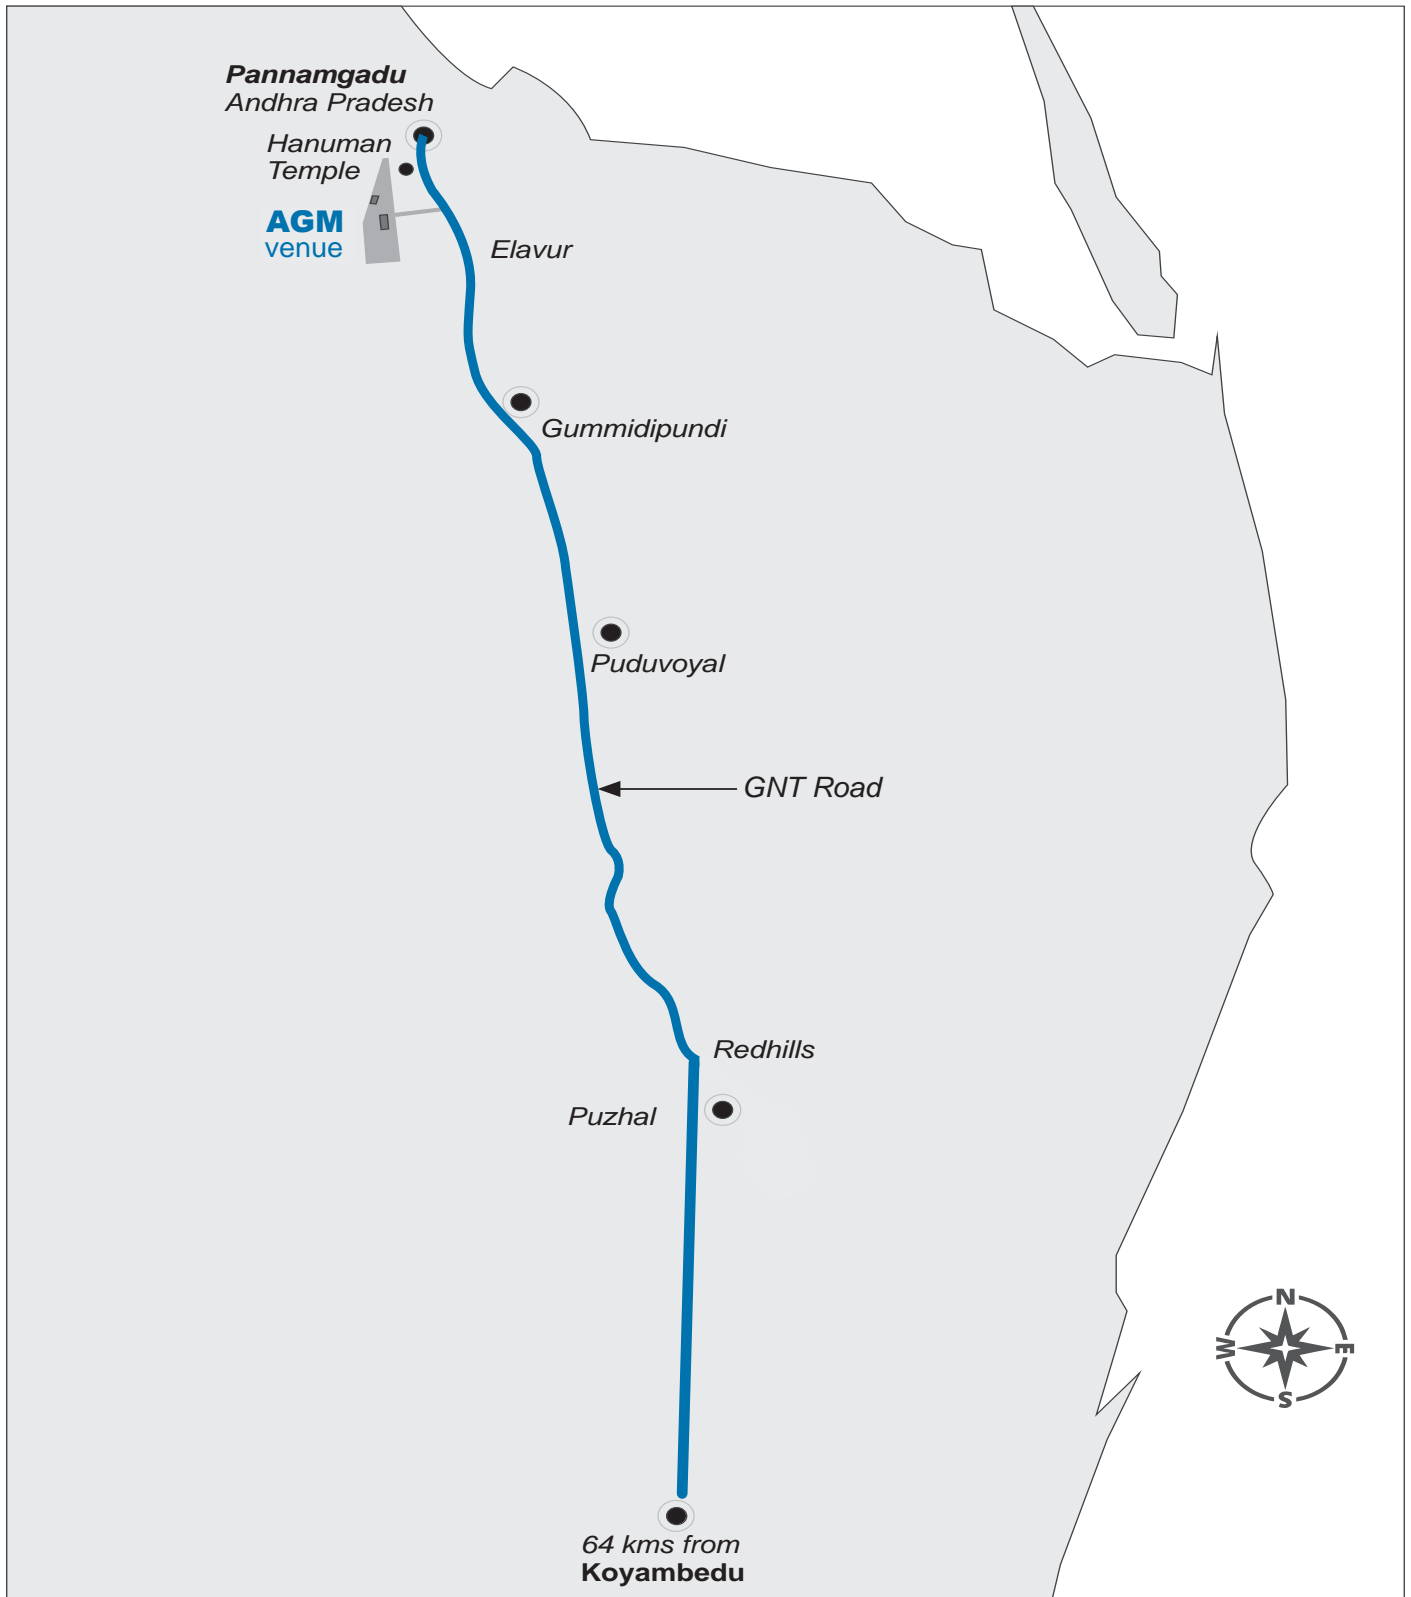 Pannamgadu
Andhra Pradesh
Hanuman
Temple
AGM
venue
Elavur
Gummidipundi
Puduvoyal
GNT Road
Redhills
Puzhal
N
W
E
S
64 kms from
Koyambedu